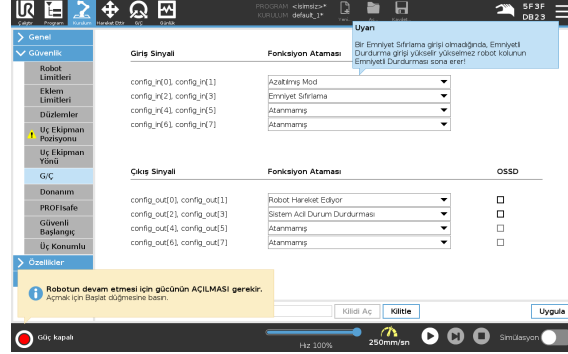 PROGRAM <isimsiz>*
KURULUM default_1*
Çalıştır Program Kurulum Hareket Ettir G/Ç Günlük
Yeni... Aç... Kaydet...
5F3F
DB23
Genel
Güvenlik
Robot
Limitleri
Eklem
Limitleri
Düzlemler
Uç Ekipman
Pozisyonu
Uç Ekipman
Yönü
G/Ç
Donanım
PROFIsafe
Güvenli
Başlangıç
Üç Konumlu
Özellikler
Uyarı
Bir Emniyet Sıfırlama girişi olmadığında, Emniyetli
Durdurma girişi yükselir yükselmez robot kolunun
Emniyetli Durdurması sona erer!
Giriş Sinyali Fonksiyon Ataması
config_in[0], config_in[1] Azaltılmış Mod
config_in[2], config_in[3] Emniyet Sıfırlama
config_in[4], config_in[5] Atanmamış
config_in[6], config_in[7] Atanmamış
Çıkış Sinyali Fonksiyon Ataması OSSD
config_out[0], config_out[1] Robot Hareket Ediyor
config_out[2], config_out[3] Sistem Acil Durum Durdurması
config_out[4], config_out[5] Atanmamış
config_out[6], config_out[7] Atanmamış
Robotun devam etmesi için gücünün AÇILMASI gerekir.
Açmak için Başlat düğmesine basın.
Kilidi Aç Kilitle Uygula
Güç kapalı
Hız 100%
250mm/sn
Simülasyon